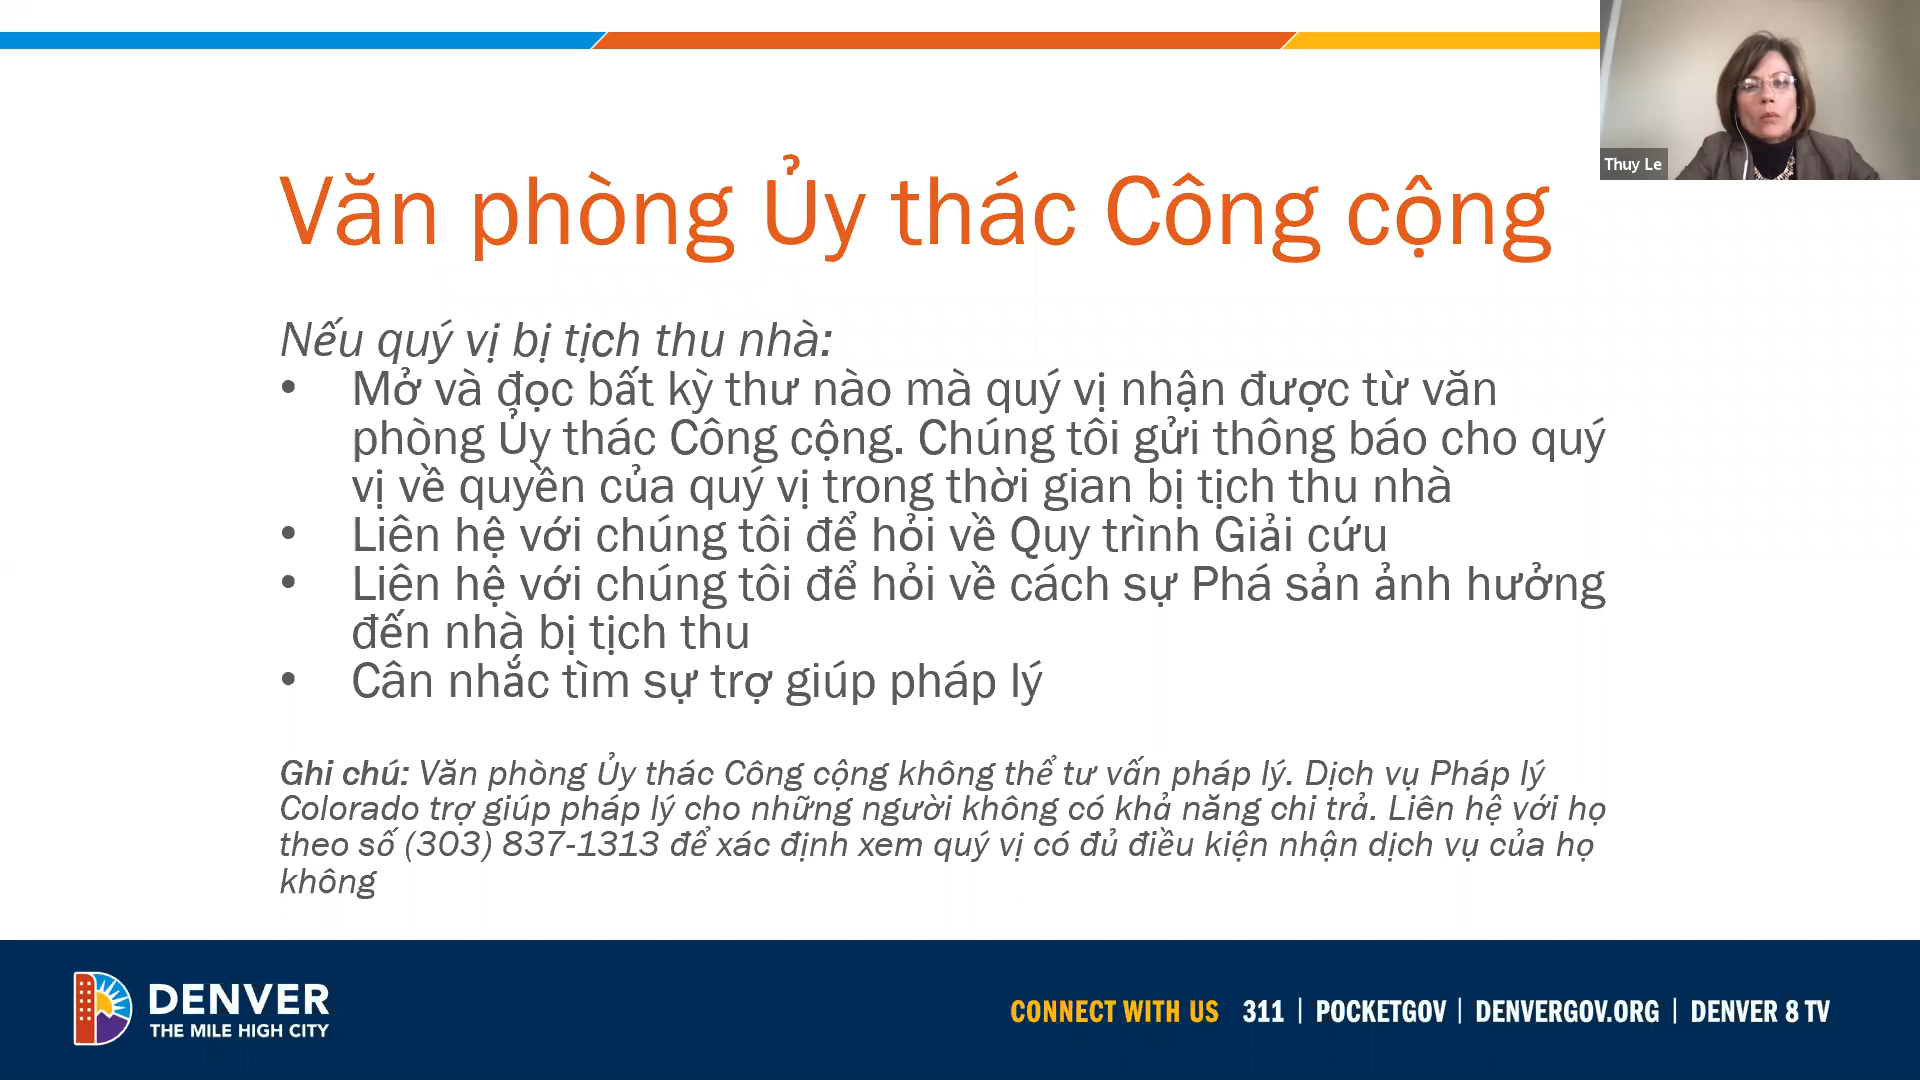 Thuy Le
Văn phòng Ủy thác Công cộng
Nếu quý vị bị tịch thu nhà:
• Mở và đọc bất kỳ thư nào mà quý vị nhận được từ văn
phòng Ủy thác Công cộng. Chúng tôi gửi thông báo cho quý
vị về quyền của quý vị trong thời gian bị tịch thu nhà
• Liên hệ với chúng tôi để hỏi về Quy trình Giải cứu
• Liên hệ với chúng tôi để hỏi về cách sự Phá sản ảnh hưởng
đến nhà bị tịch thu
• Cân nhắc tìm sự trợ giúp pháp lý
Ghi chú: Văn phòng Ủy thác Công cộng không thể tư vấn pháp lý. Dịch vụ Pháp lý
Colorado trợ giúp pháp lý cho những người không có khả năng chi trả. Liên hệ với họ
theo số (303) 837-1313 để xác định xem quý vị có đủ điều kiện nhận dịch vụ của họ
không
DENVER
THE MILE HIGH CITY
CONNECT WITH US 311 | POCKETGOV | DENVERGOV.ORG | DENVER 8 TV